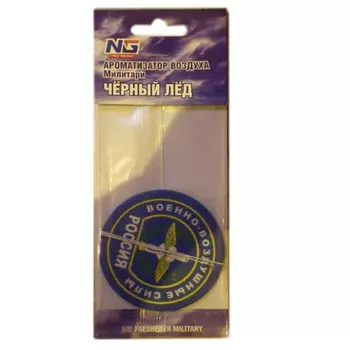 NG
АРОМАТИЗАТОР ВОЗДУХА
Милитари
ЧЁРНЫЙ ЛЁД
ВОЕННО-ВОЗДУШНЫЕ СИЛЫ
РОССИЯ
AIR FRESHENER MILITARY